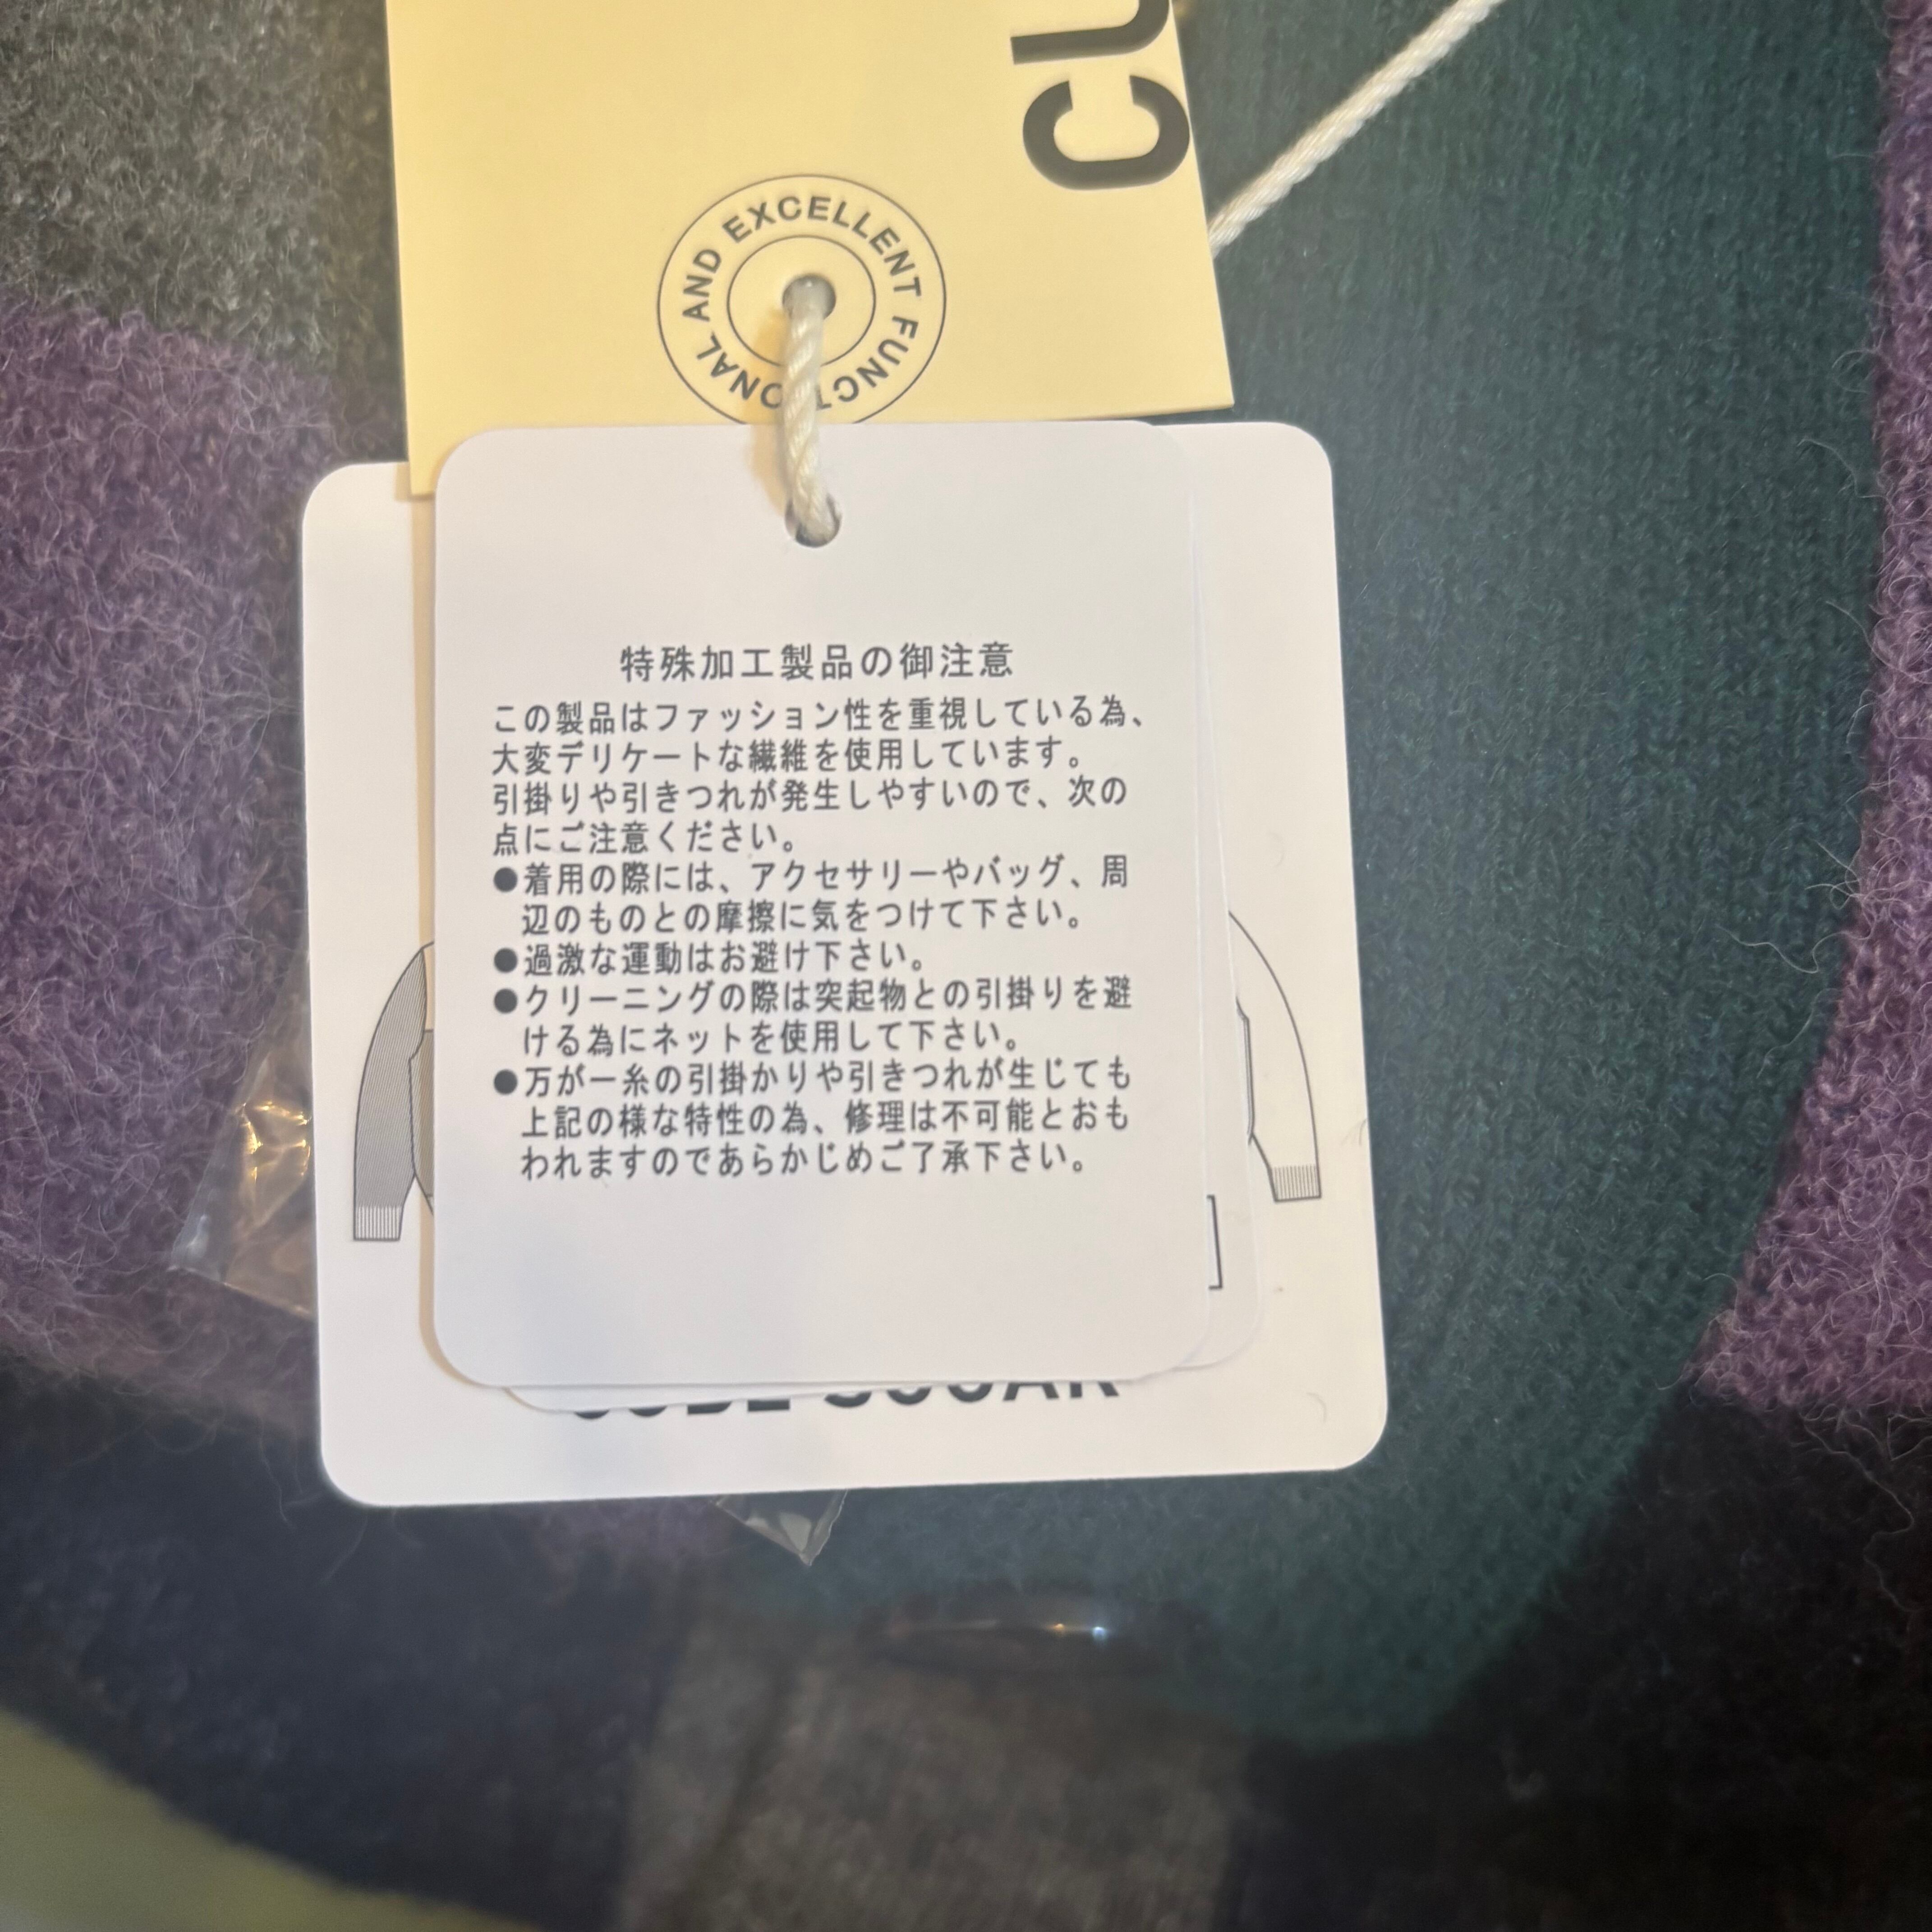 AND EXCELLENT FUNCTIONAL
特殊加工製品の御注意
この製品はファッション性を重視している為、
大変デリケートな繊維を使用しています。
引掛りや引きつれが発生しやすいので、次の
点にご注意ください。
●着用の際には、アクセサリーやバッグ、周
辺のものとの摩擦に気をつけて下さい。
●過激な運動はお避け下さい。
●クリーニングの際は突起物との引掛りを避
ける為にネットを使用して下さい。
●万が一糸の引掛かりや引きつれが生じても
上記の様な特性の為、修理は不可能とおも
われますのであらかじめご了承下さい。
CUBE SUGAR